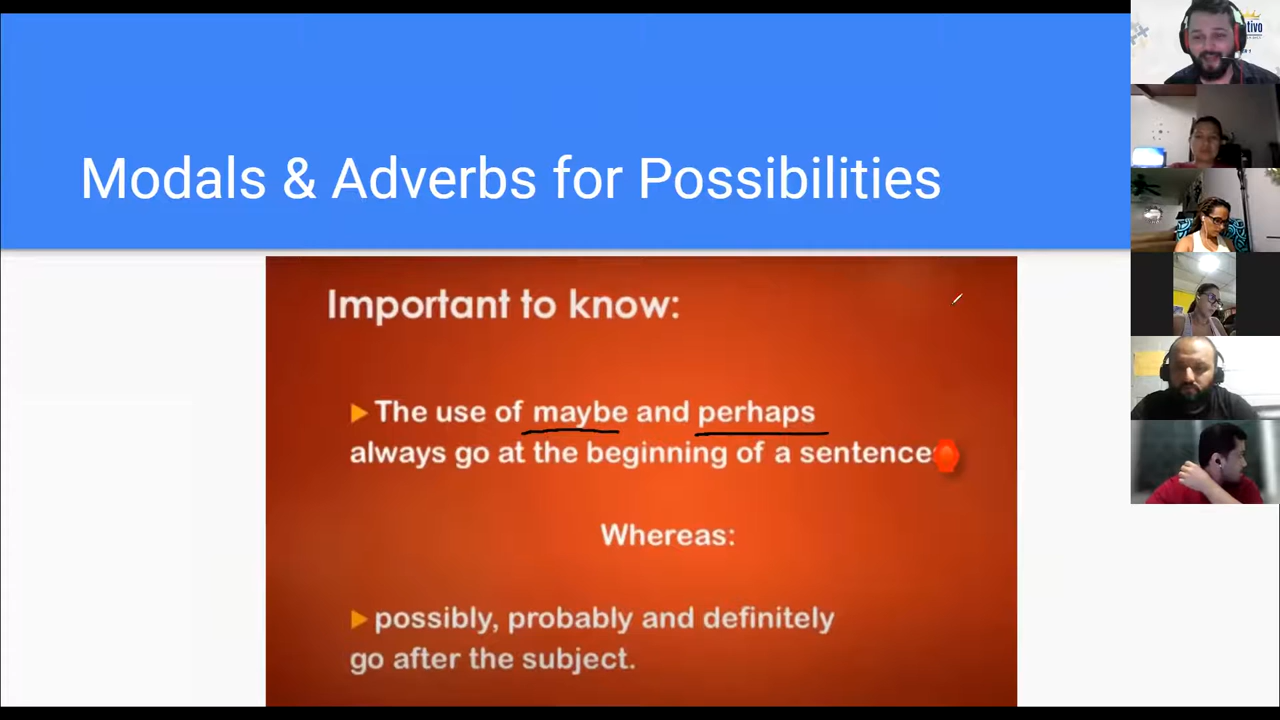 Modals & Adverbs for Possibilities
Important to know:
The use of maybe and perhaps
always go at the beginning of a sentence
Whereas:
possibly, probably and definitely
go after the subject.
tivo